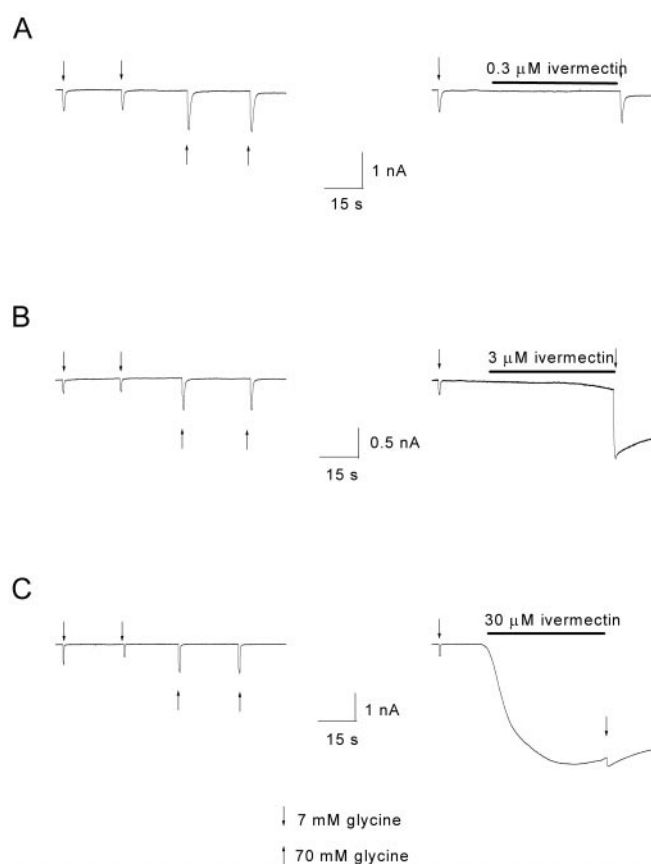 A
0.3 μM ivermectin
1 nA
15 s
B
3 μM ivermectin
0.5 nA
15 s
C
30 μM ivermectin
1 nA
15 s
7 mM glycine
70 mM glycine